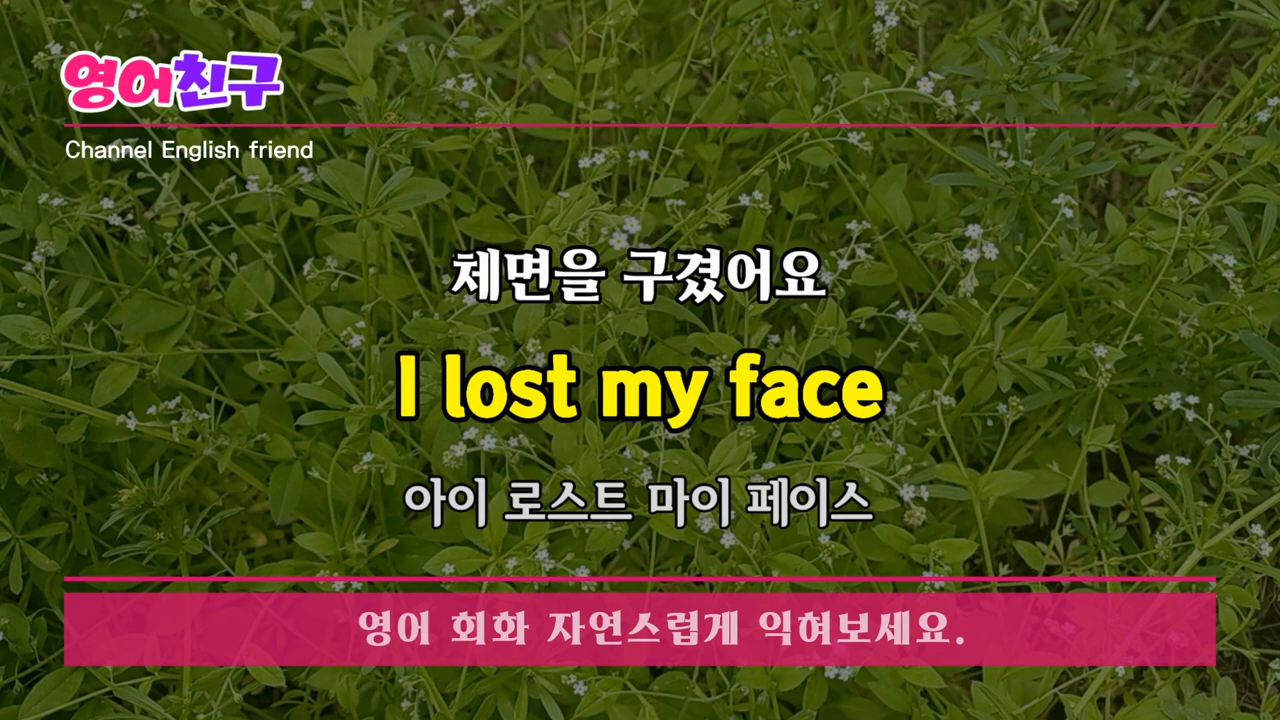 영어친구
Channel English friend
체면을 구겼어요
I lost my face
아이 로스트 마이 페이스
영어 회화 자연스럽게 익혀보세요.